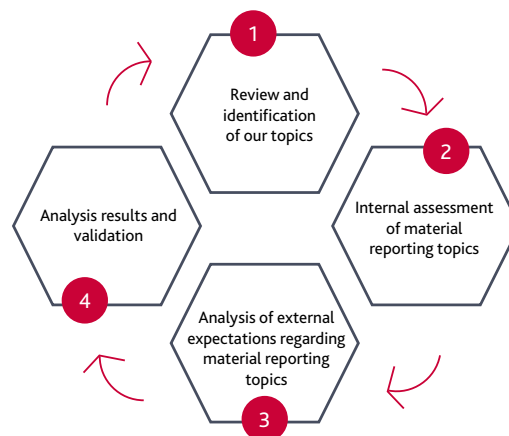 1
Review and
identification
of our topics
2
Internal assessment
of material
reporting topics
Analysis of external
expectations regarding
material reporting
topics
3
Analysis results and
validation
4